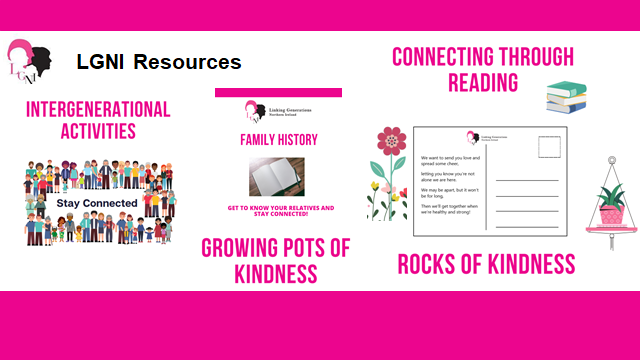 LGNI
LGNI Resources
INTERGENERATIONAL
ACTIVITIES
Stay Connected
Linking Generations
Northern Ireland
FAMILY HISTORY
GET TO KNOW YOUR RELATIVES AND
STAY CONNECTED!
GROWING POTS OF
KINDNESS
CONNECTING THROUGH
READING
Linking Generations
We want to send you love and
spread some cheer,
letting you know you're not
alone we are here.
We may be apart, but it won't
be for long,
Then we'll get together when
we're healthy and strong!
ROCKS OF KINDNESS